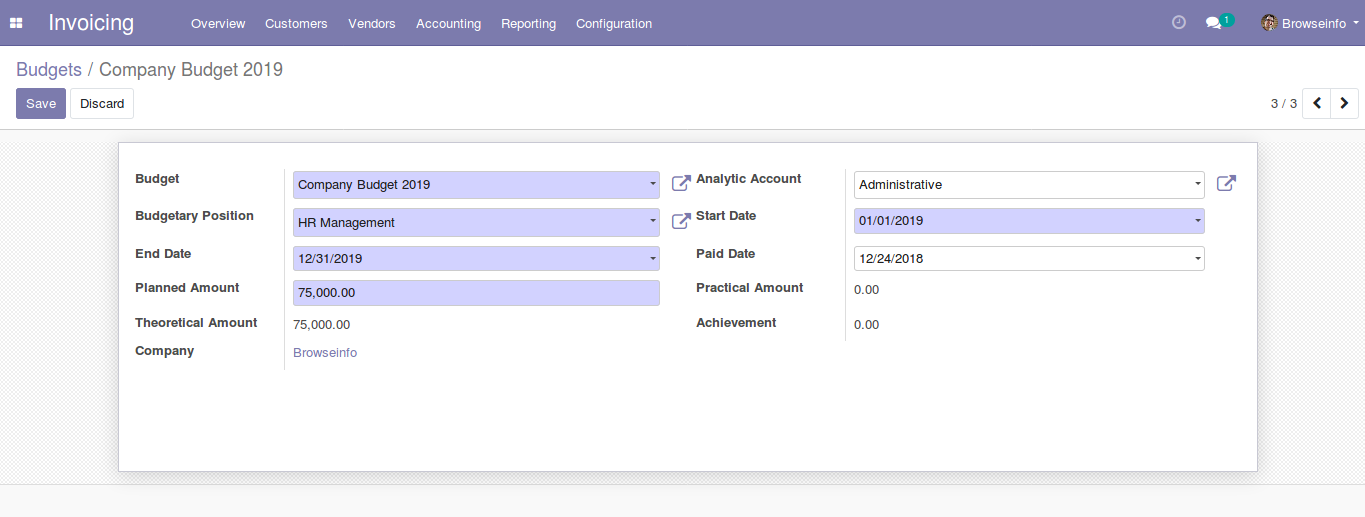 Invoicing Overview Customers Vendors Accounting Reporting Configuration 1 Browseinfo
Budgets / Company Budget 2019
Save Discard 3 / 3
Budget Company Budget 2019 Analytic Account Administrative
Budgetary Position HR Management Start Date 01/01/2019
End Date 12/31/2019 Paid Date 12/24/2018
Planned Amount 75,000.00 Practical Amount 0.00
Theoretical Amount 75,000.00 Achievement 0.00
Company Browseinfo